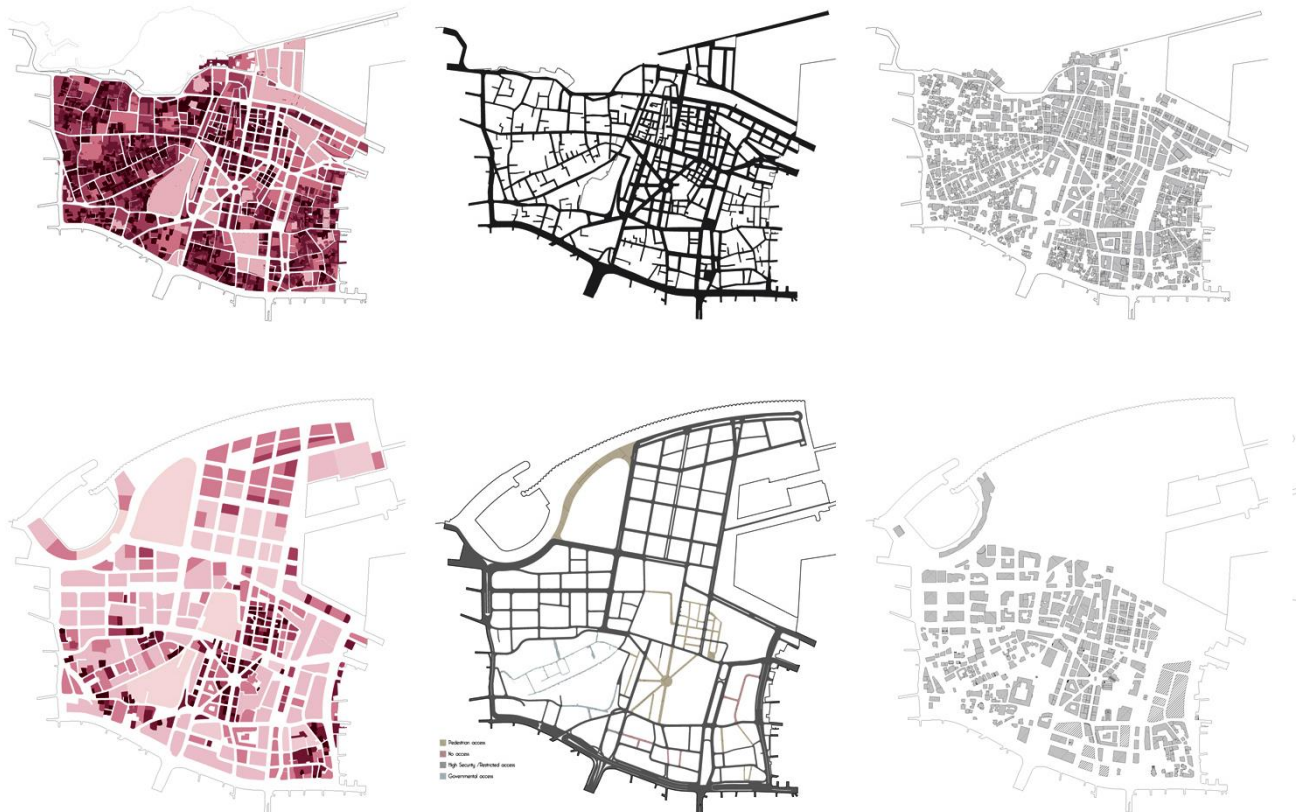 Pedestrian access
No access
High Security /Restricted access
Governmental access